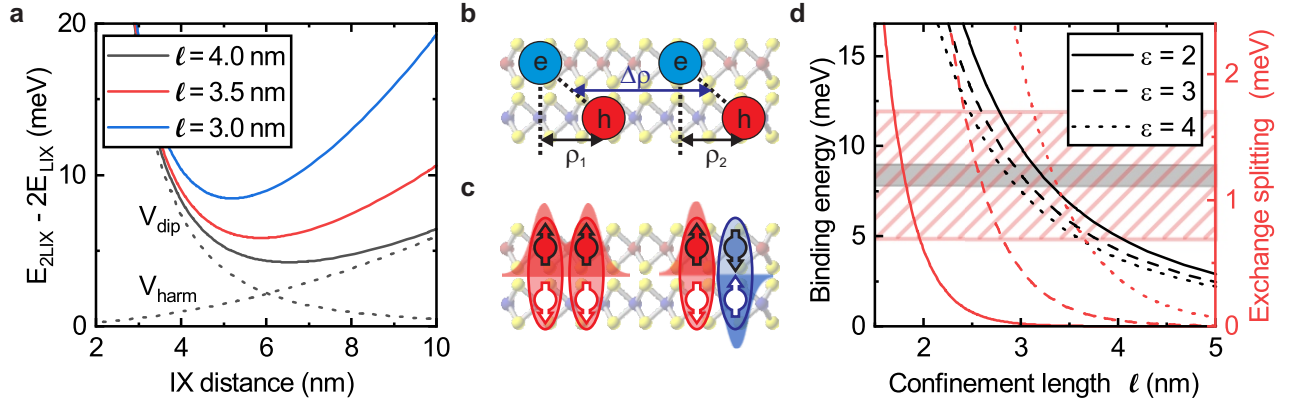 a
E2LIX - 2ELIX (meV)
20
10
0
ℓ = 4.0 nm
ℓ = 3.5 nm
ℓ = 3.0 nm
Vdip
Vharm
2
4
6
8
10
IX distance (nm)
b
e
e
Δρ
h
h
ρ1
ρ2
c
d
Binding energy (meV)
15
10
5
0
ε = 2
ε = 3
ε = 4
2
1
0
Exchange splitting (meV)
2
3
4
5
Confinement length ℓ (nm)